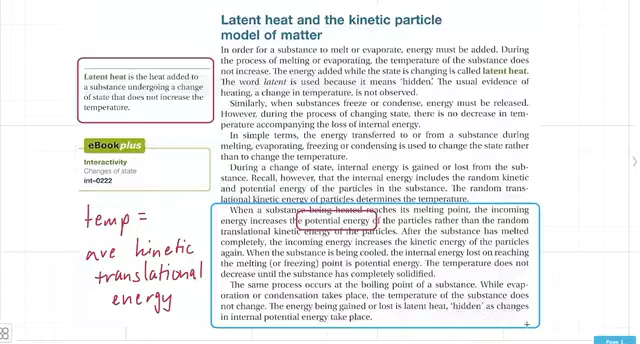 Latent heat and the kinetic particle
model of matter
In order for a substance to melt or evaporate, energy must be added. During
the process of melting or evaporating, the temperature of the substance does
not increase. The energy added while the state is changing is called latent heat.
The word latent is used because it means 'hidden'. The usual evidence of
heating, a change in temperature, is not observed.
Similarly, when substances freeze or condense, energy must be released.
However, during the process of changing state, there is no decrease in tem-
perature accompanying the loss of internal energy.
In simple terms, the energy transferred to or from a substance during
melting, evaporating, freezing or condensing is used to change the state rather
than to change the temperature.
During a change of state, internal energy is gained or lost from the sub-
stance. Recall, however, that the internal energy includes the random kinetic
and potential energy of the particles in the substance. The random trans-
lational kinetic energy of particles determines the temperature.
When a substance being heated reaches its melting point, the incoming
energy increases the potential energy of the particles rather than the random
translational kinetic energy of the particles. After the substance has melted
completely, the incoming energy increases the kinetic energy of the particles
again. When the substance is being cooled, the internal energy lost on reaching
the melting (or freezing) point is potential energy. The temperature does not
decrease until the substance has completely solidified.
The same process occurs at the boiling point of a substance. While evap-
oration or condensation takes place, the temperature of the substance does
not change. The energy being gained or lost is latent heat, 'hidden' as changes
in internal potential energy take place.
Latent heat is the heat added to
a substance undergoing a change
of state that does not increase the
temperature.
eBookplus
Interactivity
Changes of state
int-0222
temp =
ave kinetic
translational
energy
Page 1